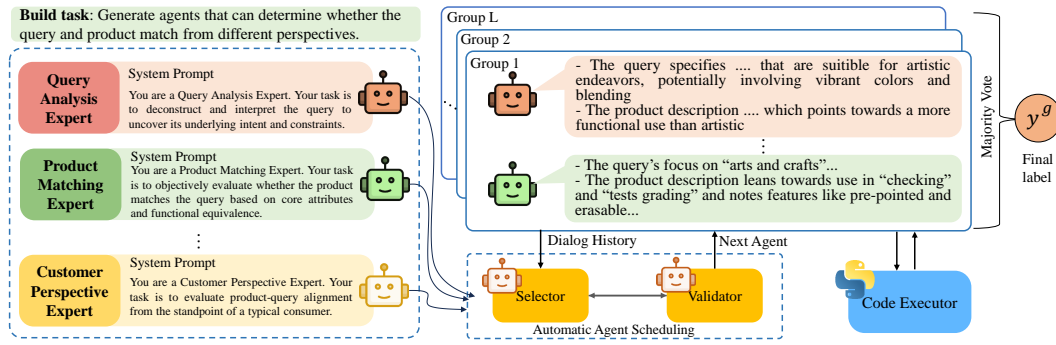 Build task: Generate agents that can determine whether the
query and product match from different perspectives.
Query
Analysis
Expert
System Prompt
You are a Query Analysis Expert. Your task is
to deconstruct and interpret the query to
uncover its underlying intent and constraints.
Product
Matching
Expert
System Prompt
You are a Product Matching Expert. Your task
is to objectively evaluate whether the product
matches the query based on core attributes
and functional equivalence.
⋮
Customer
Perspective
Expert
System Prompt
You are a Customer Perspective Expert. Your
task is to evaluate product-query alignment
from the standpoint of a typical consumer.
Group L
Group 2
Group 1
- The query specifies .... that are suitible for artistic
endeavors, potentially involving vibrant colors and
blending
- The product description .... which points towards a more
functional use than artistic
⋮
- The query's focus on “arts and crafts”...
- The product description leans towards use in “checking”
and “tests grading” and notes features like pre-pointed and
erasable...
Majority Vote
y^g
Final
label
Dialog History
Next Agent
Selector
Validator
Automatic Agent Scheduling
Code Executor